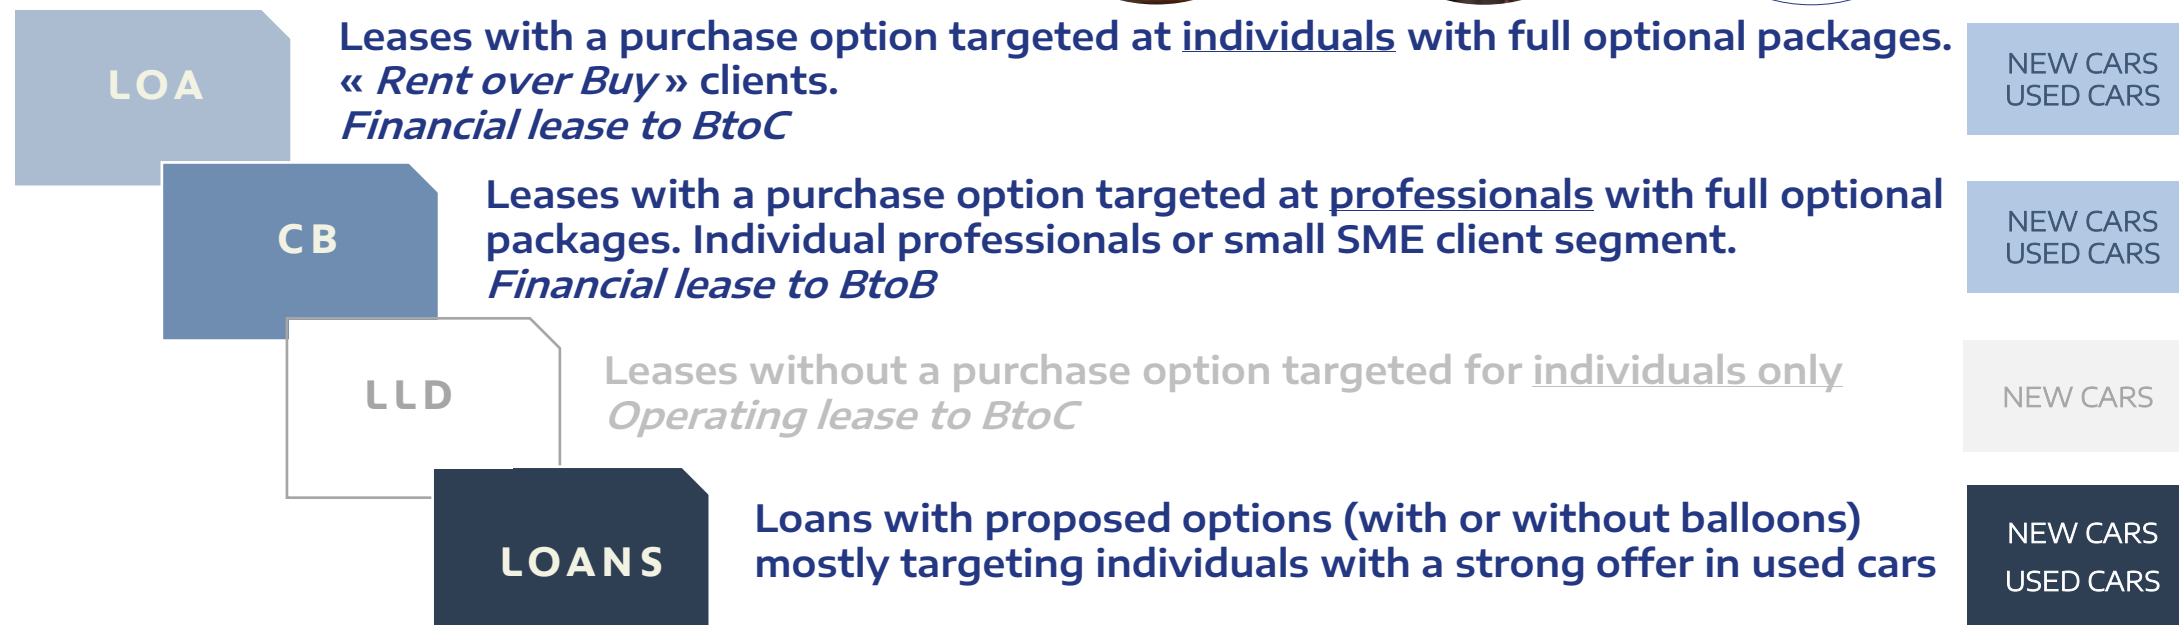 LOA
Leases with a purchase option targeted at individuals with full optional packages.
« Rent over Buy » clients.
Financial lease to BtoC
NEW CARS
USED CARS
CB
Leases with a purchase option targeted at professionals with full optional
packages. Individual professionals or small SME client segment.
Financial lease to BtoB
NEW CARS
USED CARS
LLD
Leases without a purchase option targeted for individuals only
Operating lease to BtoC
NEW CARS
LOANS
Loans with proposed options (with or without balloons)
mostly targeting individuals with a strong offer in used cars
NEW CARS
USED CARS